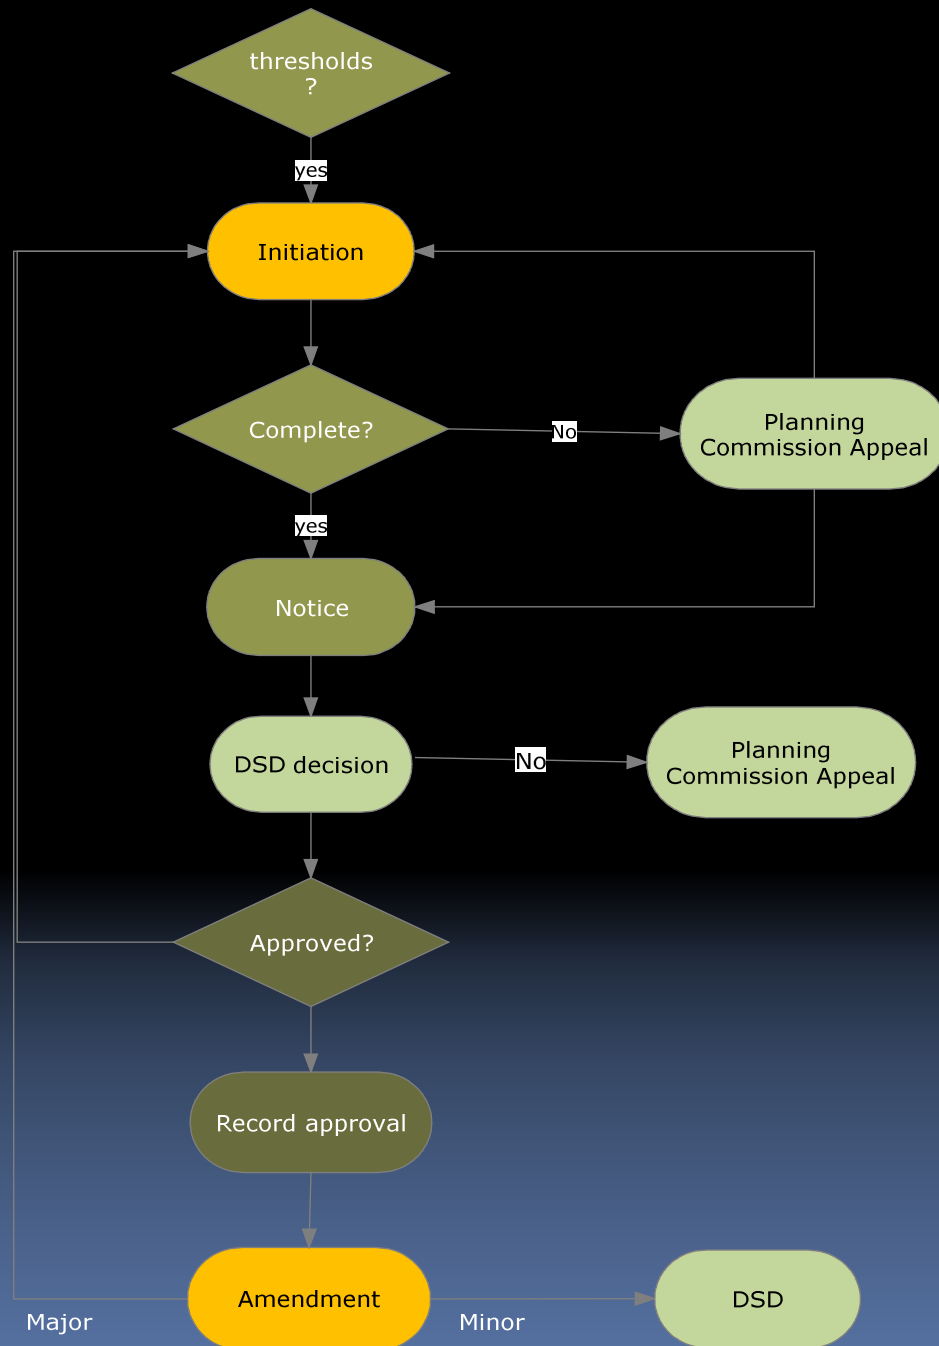 thresholds
?
yes
Initiation
Complete?
No
Planning
Commission Appeal
yes
Notice
DSD decision
No
Planning
Commission Appeal
Approved?
Record approval
Amendment
DSD
Major
Minor